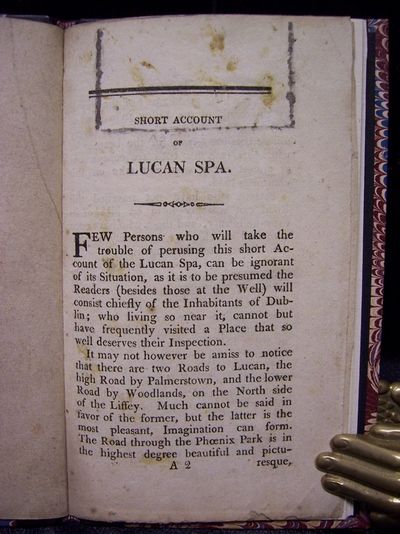 SHORT ACCOUNT
OF
LUCAN SPA.
FEW Persons who will take the
trouble of perusing this short Ac-
count of the Lucan Spa, can be ignorant
of its Situation, as it is to be presumed the
Readers (besides those at the Well) will
consist chiefly of the Inhabitants of Dub-
lin; who living so near it, cannot but
have frequently visited a Place that so
well deserves their Inspection.
It may not however be amiss to notice
that there are two Roads to Lucan, the
high Road by Palmerstown, and the lower
Road by Woodlands, on the North side
of the Liffey. Much cannot be said in
favor of the former, but the latter is the
most pleasant, Imagination can form.
The Road through the Phœnix Park is in
the highest degree beautiful and pictu-
A 2 resque,